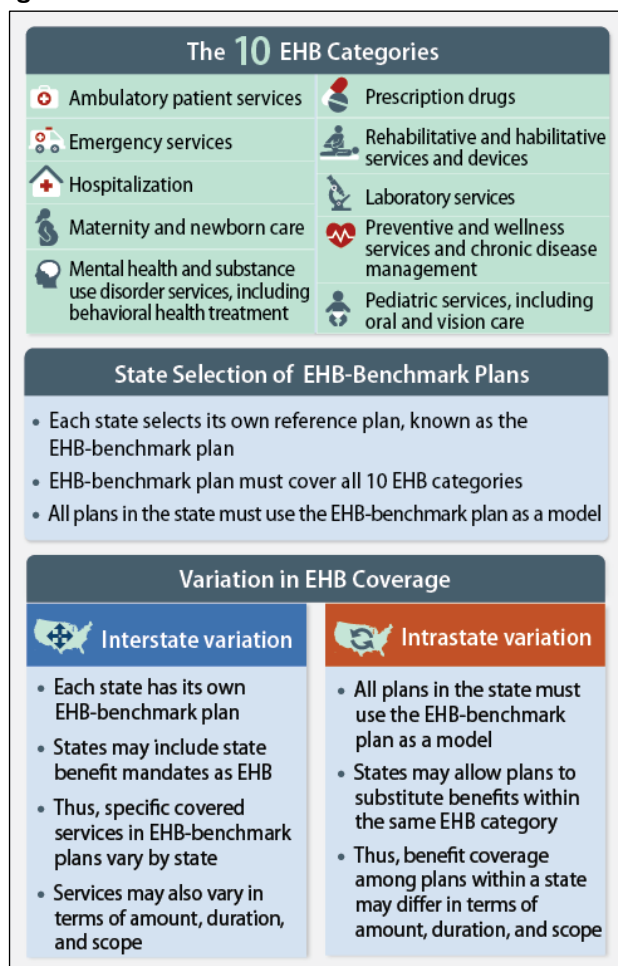 The 10 EHB Categories
Ambulatory patient services
Emergency services
Hospitalization
Maternity and newborn care
Mental health and substance
use disorder services, including
behavioral health treatment
Prescription drugs
Rehabilitative and habilitative
services and devices
Laboratory services
Preventive and wellness
services and chronic disease
management
Pediatric services, including
oral and vision care
State Selection of EHB-Benchmark Plans
• Each state selects its own reference plan, known as the
EHB-benchmark plan
• EHB-benchmark plan must cover all 10 EHB categories
• All plans in the state must use the EHB-benchmark plan as a model
Variation in EHB Coverage
Interstate variation
• Each state has its own
EHB-benchmark plan
• States may include state
benefit mandates as EHB
• Thus, specific covered
services in EHB-benchmark
plans vary by state
• Services may also vary in
terms of amount, duration,
and scope
Intrastate variation
• All plans in the state must
use the EHB-benchmark
plan as a model
• States may allow plans to
substitute benefits within
the same EHB category
• Thus, benefit coverage
among plans within a state
may differ in terms of
amount, duration, and scope